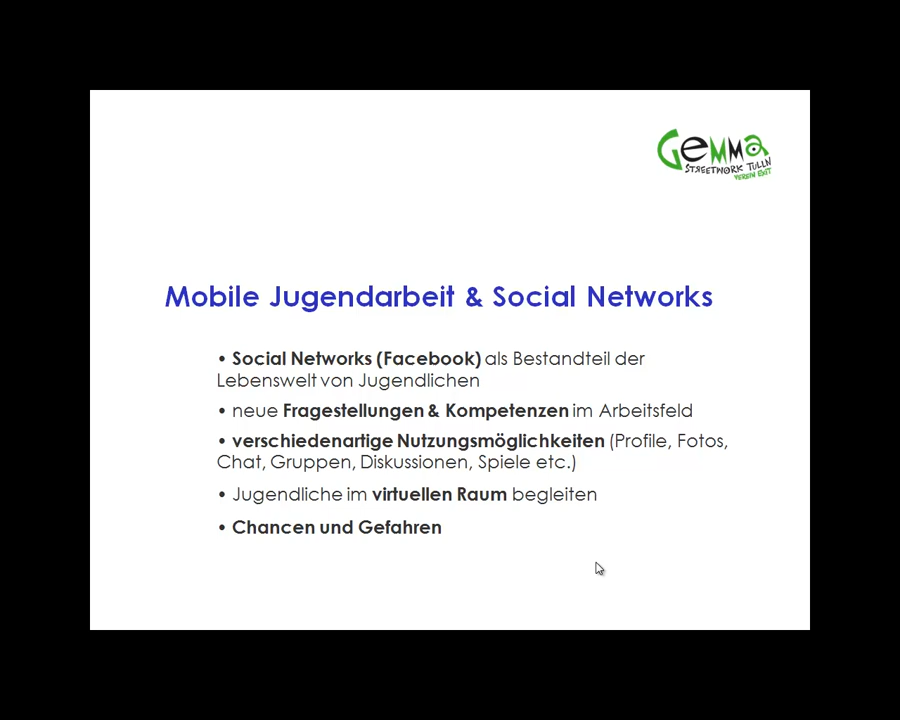 GeMMa
STREETWORK TULLN
VEREIN EXIT
Mobile Jugendarbeit & Social Networks
• Social Networks (Facebook) als Bestandteil der
Lebenswelt von Jugendlichen
• neue Fragestellungen & Kompetenzen im Arbeitsfeld
• verschiedenartige Nutzungsmöglichkeiten (Profile, Fotos,
Chat, Gruppen, Diskussionen, Spiele etc.)
• Jugendliche im virtuellen Raum begleiten
• Chancen und Gefahren